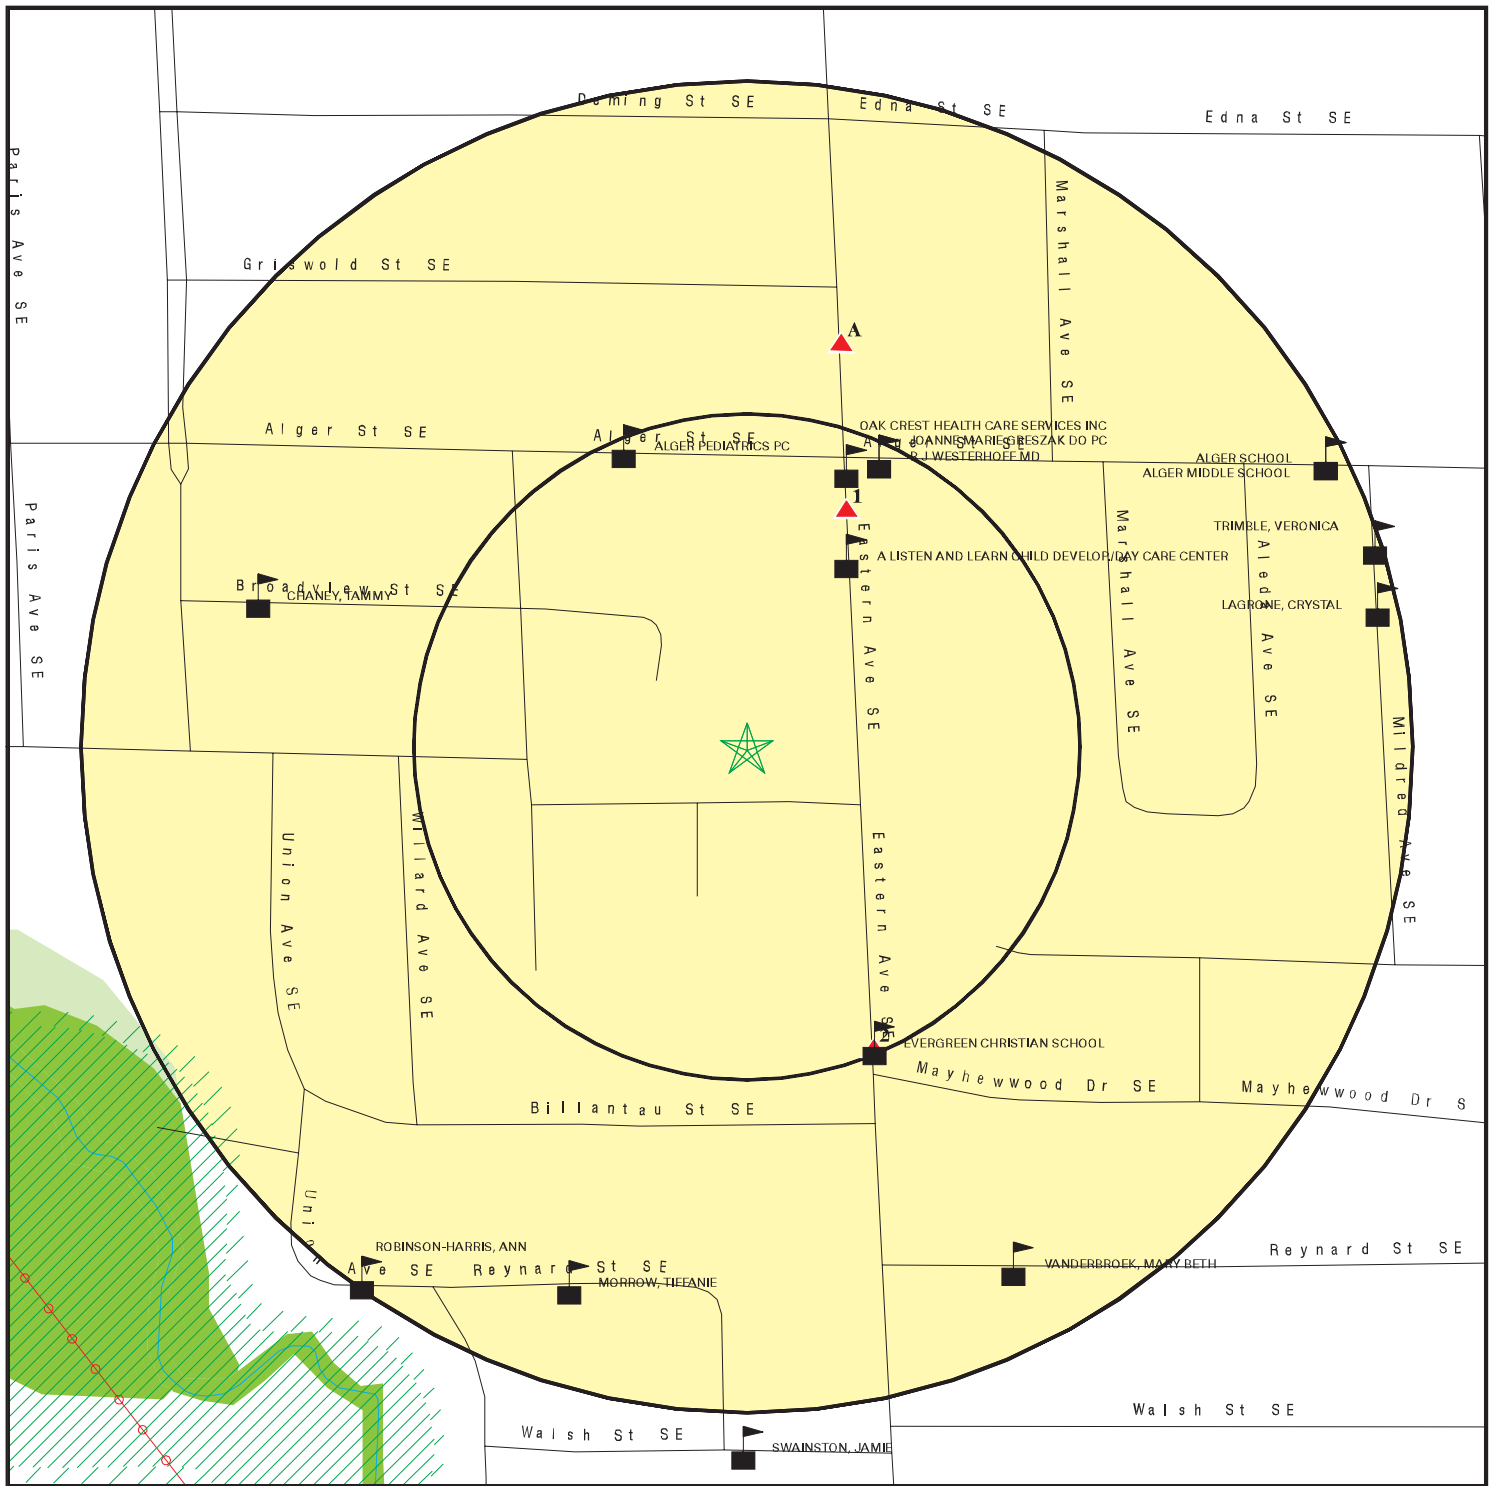 Deming St SE
Edna St SE
Edna St SE
Paris Ave SE
Marshall Ave SE
Griswold St SE
A
Alger St SE
Alger St SE
ALGER PEDIATRICS PC
OAK CREST HEALTH CARE SERVICES INC
Alger St SE
JOANNE MARIE GRESZAK DO PC
R J WESTERHOFF MD
ALGER SCHOOL
ALGER MIDDLE SCHOOL
1
Paris Ave SE
Eastern Ave SE
Marshall Ave SE
TRIMBLE, VERONICA
Aleda Ave SE
A LISTEN AND LEARN CHILD DEVELOP/DAY CARE CENTER
Broadview St SE
CHANEY, TAMMY
LAGRONE, CRYSTAL
Mildred Ave SE
Union Ave SE
Willard Ave SE
Eastern Ave SE
2
EVERGREEN CHRISTIAN SCHOOL
Mayhewwood Dr SE
Mayhewwood Dr S
Billantau St SE
Union Ave SE
ROBINSON-HARRIS, ANN
Reynard St SE
MORROW, TIFFANIE
VANDERBROEK, MARY BETH
Reynard St SE
Walsh St SE
Walsh St SE
SWAINSTON, JAMIE